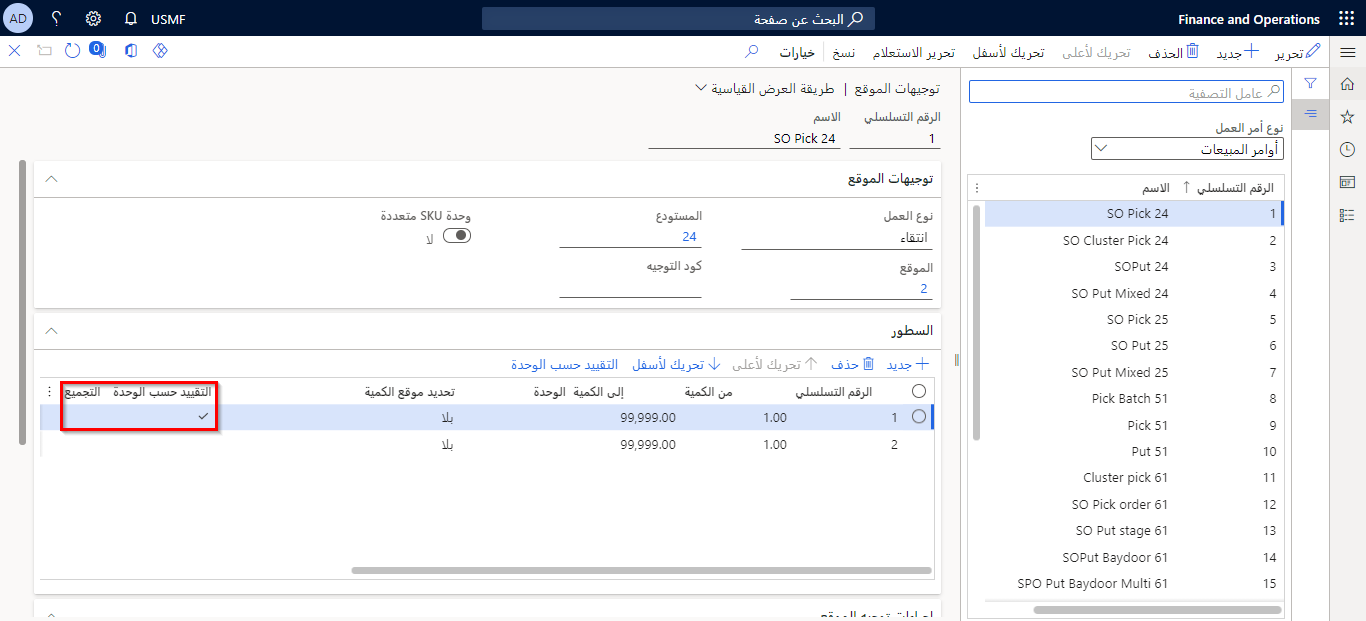 Finance and Operations
البحث عن صفحة
USMF
AD
تحرير
جديد
الحذف
تحريك لأعلى
تحريك لأسفل
تحرير الاستعلام
نسخ
خيارات
0
عامل التصفية
نوع أمر العمل
أوامر المبيعات
الرقم التسلسلي الاسم
1 SO Pick 24
2 SO Cluster Pick 24
3 SOPut 24
4 SO Put Mixed 24
5 SO Pick 25
6 SO Put 25
7 SO Put Mixed 25
8 Pick Batch 51
9 Pick 51
10 Put 51
11 Cluster pick 61
12 SO Pick order 61
13 SO Put stage 61
14 SOPut Baydoor 61
15 SPO Put Baydoor Multi 61
توجيهات الموقع | طريقة العرض القياسية
الرقم التسلسلي الاسم
1 SO Pick 24
توجيهات الموقع
نوع العمل المستودع وحدة SKU متعددة
انتقاء 24 لا
الموقع كود التوجيه
2
السطور
جديد حذف تحريك لأعلى تحريك لأسفل التقييد حسب الوحدة
الرقم التسلسلي من الكمية إلى الكمية الوحدة تحديد موقع الكمية التقييد حسب الوحدة التجميع
1 1.00 99,999.00 بلا
2 1.00 99,999.00 بلا